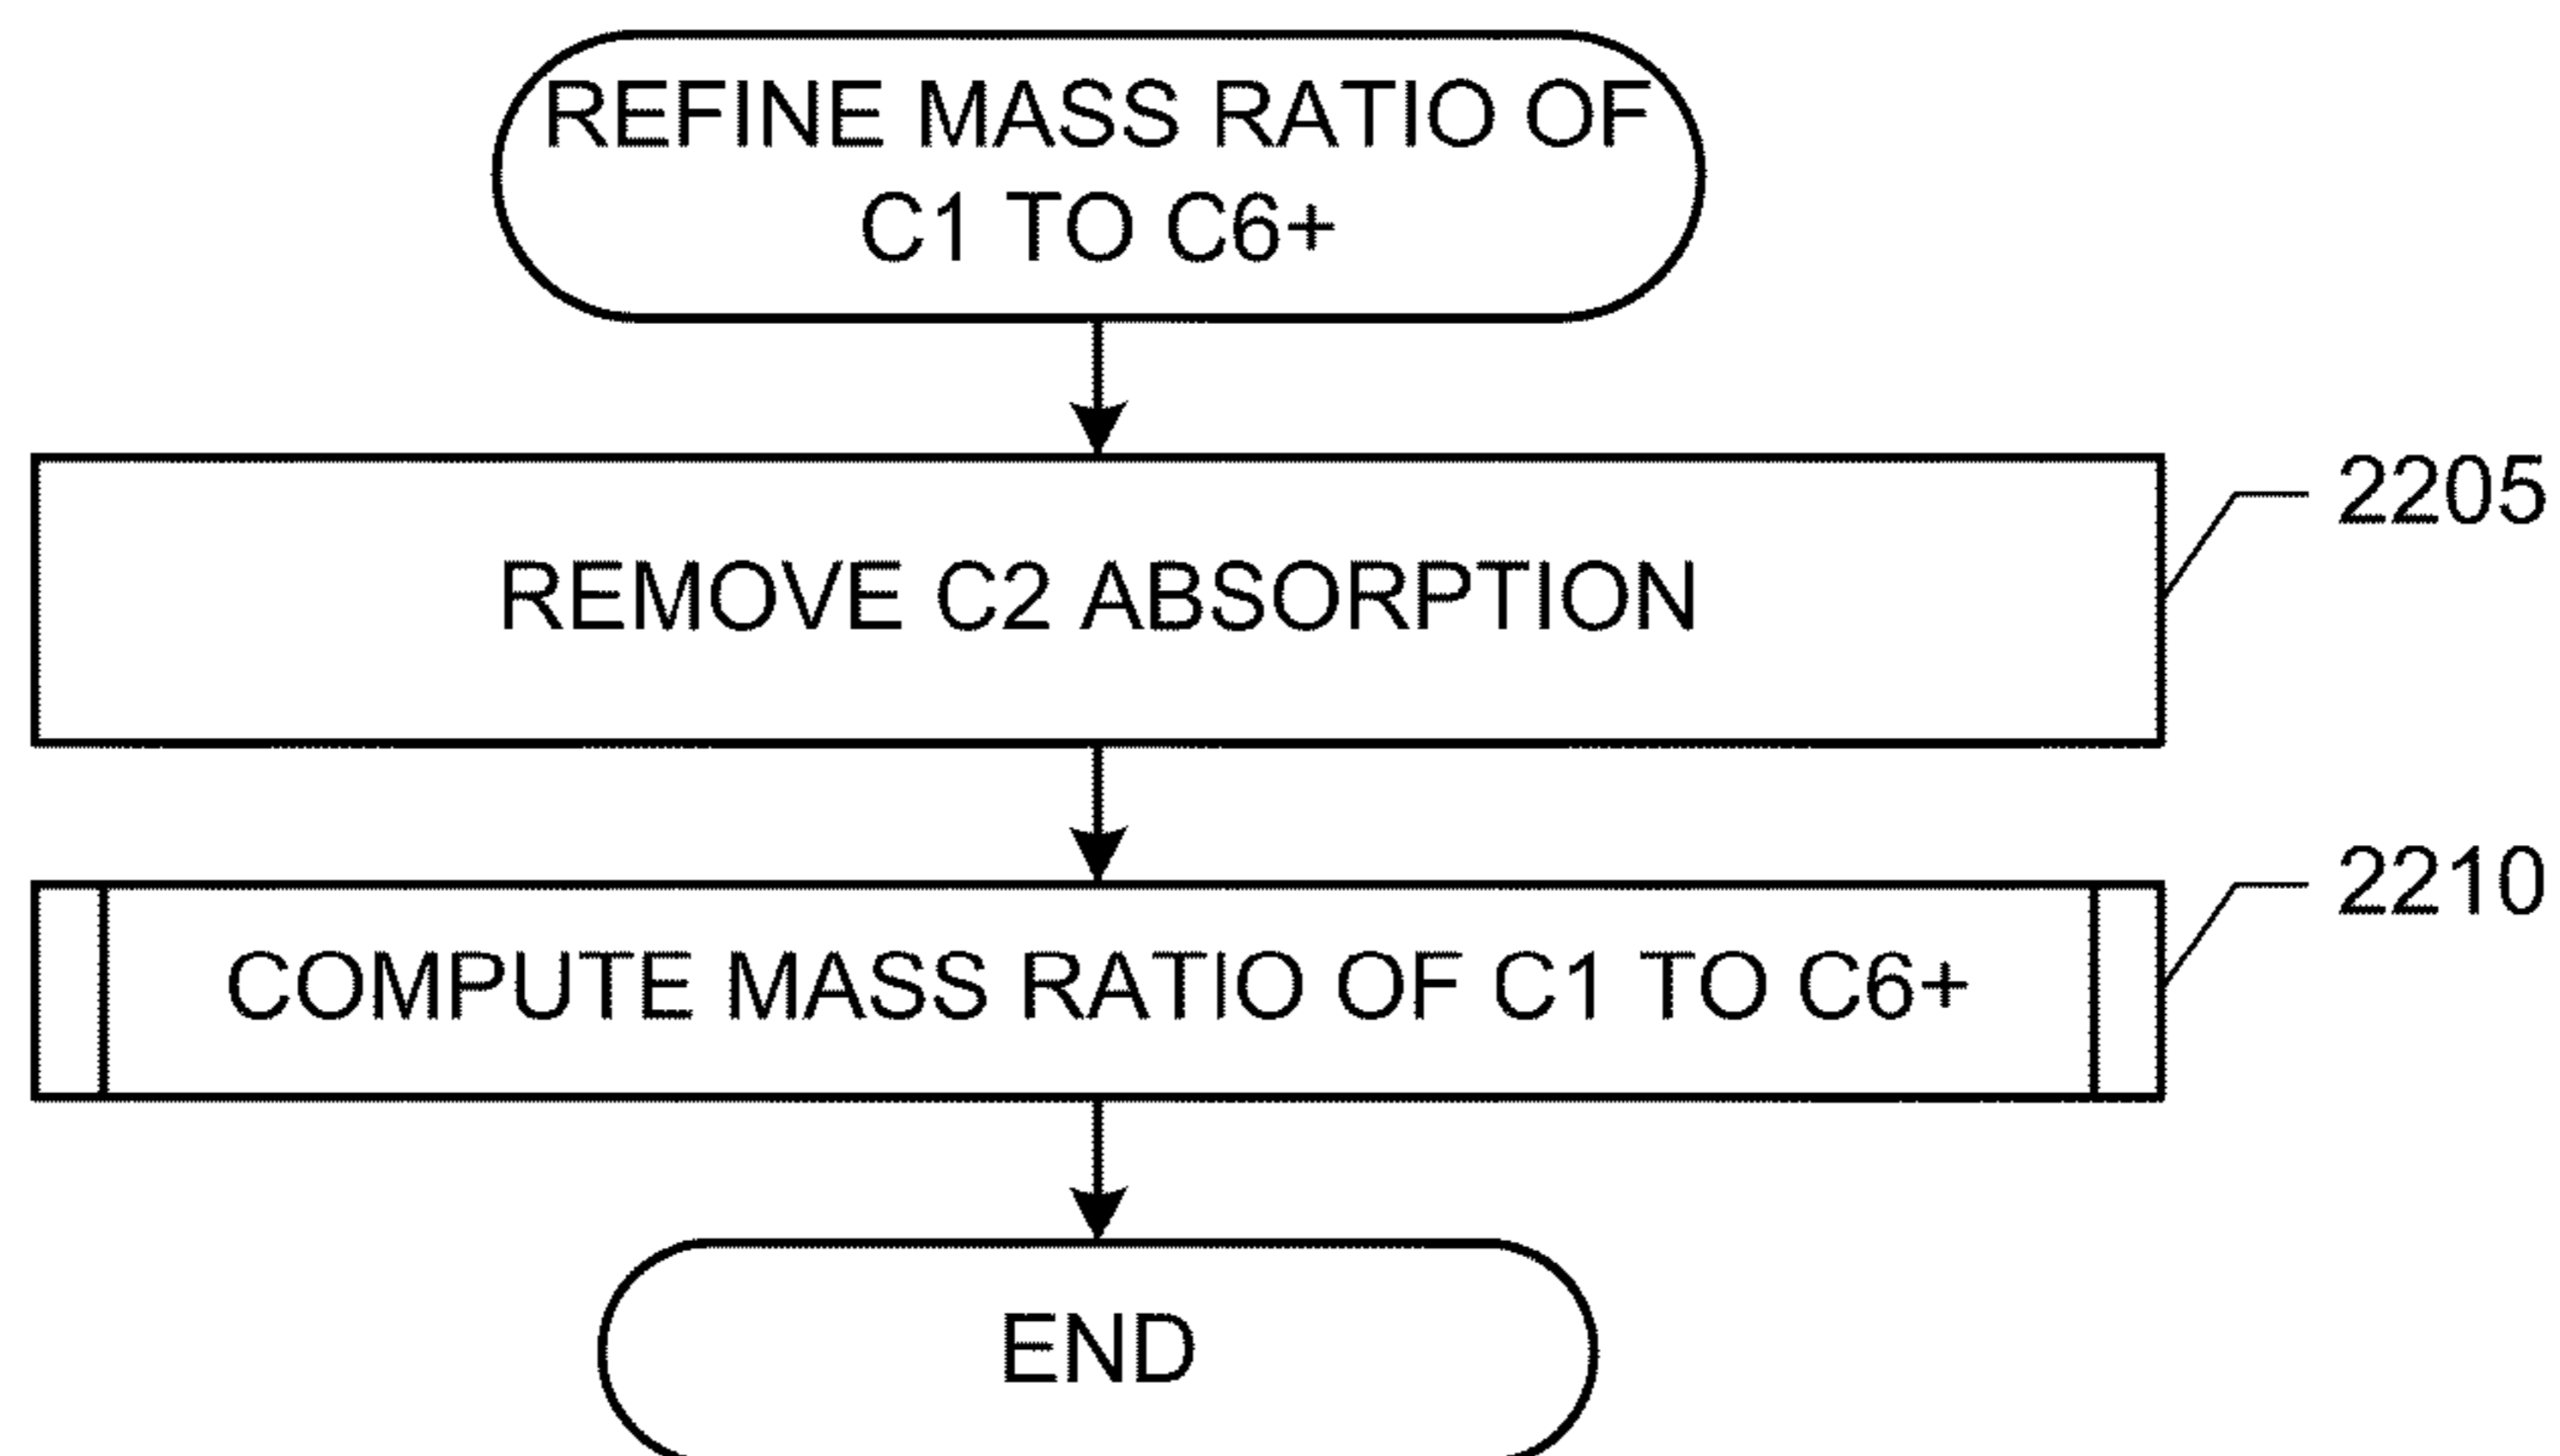 REFINE MASS RATIO OF
C1 TO C6+
2205
REMOVE C2 ABSORPTION
2210
COMPUTE MASS RATIO OF C1 TO C6+
END